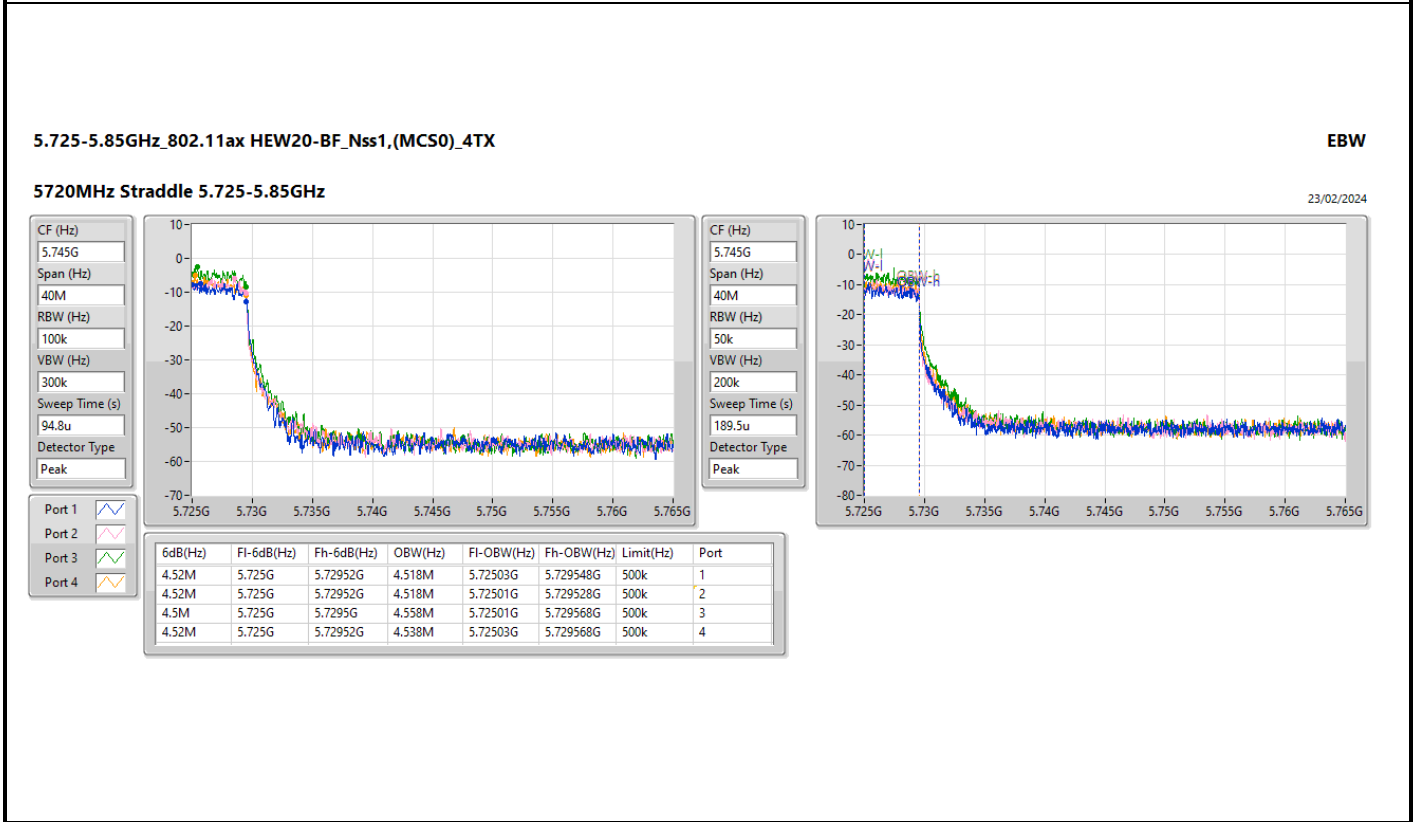 5.725-5.85GHz_802.11ax HEW20-BF_Nss1,(MCS0)_4TX
EBW
5720MHz Straddle 5.725-5.85GHz
23/02/2024
CF (Hz)
5.745G
Span (Hz)
40M
RBW (Hz)
100k
VBW (Hz)
300k
Sweep Time (s)
94.8u
Detector Type
Peak
10
0
-10
-20
-30
-40
-50
-60
-70
5.725G 5.73G 5.735G 5.74G 5.745G 5.75G 5.755G 5.76G 5.765G
CF (Hz)
5.745G
Span (Hz)
40M
RBW (Hz)
50k
VBW (Hz)
200k
Sweep Time (s)
189.5u
Detector Type
Peak
10
0
-10
-20
-30
-40
-50
-60
-70
-80
W-l
W-l
5.725G 5.73G 5.735G 5.74G 5.745G 5.75G 5.755G 5.76G 5.765G
Port 1
Port 2
Port 3
Port 4
6dB(Hz) Fl-6dB(Hz) Fh-6dB(Hz) OBW(Hz) Fl-OBW(Hz) Fh-OBW(Hz) Limit(Hz) Port
4.52M 5.725G 5.72952G 4.518M 5.72503G 5.729548G 500k 1
4.52M 5.725G 5.72952G 4.518M 5.72501G 5.729528G 500k 2
4.5M 5.725G 5.7295G 4.558M 5.72501G 5.729568G 500k 3
4.52M 5.725G 5.72952G 4.538M 5.72503G 5.729568G 500k 4